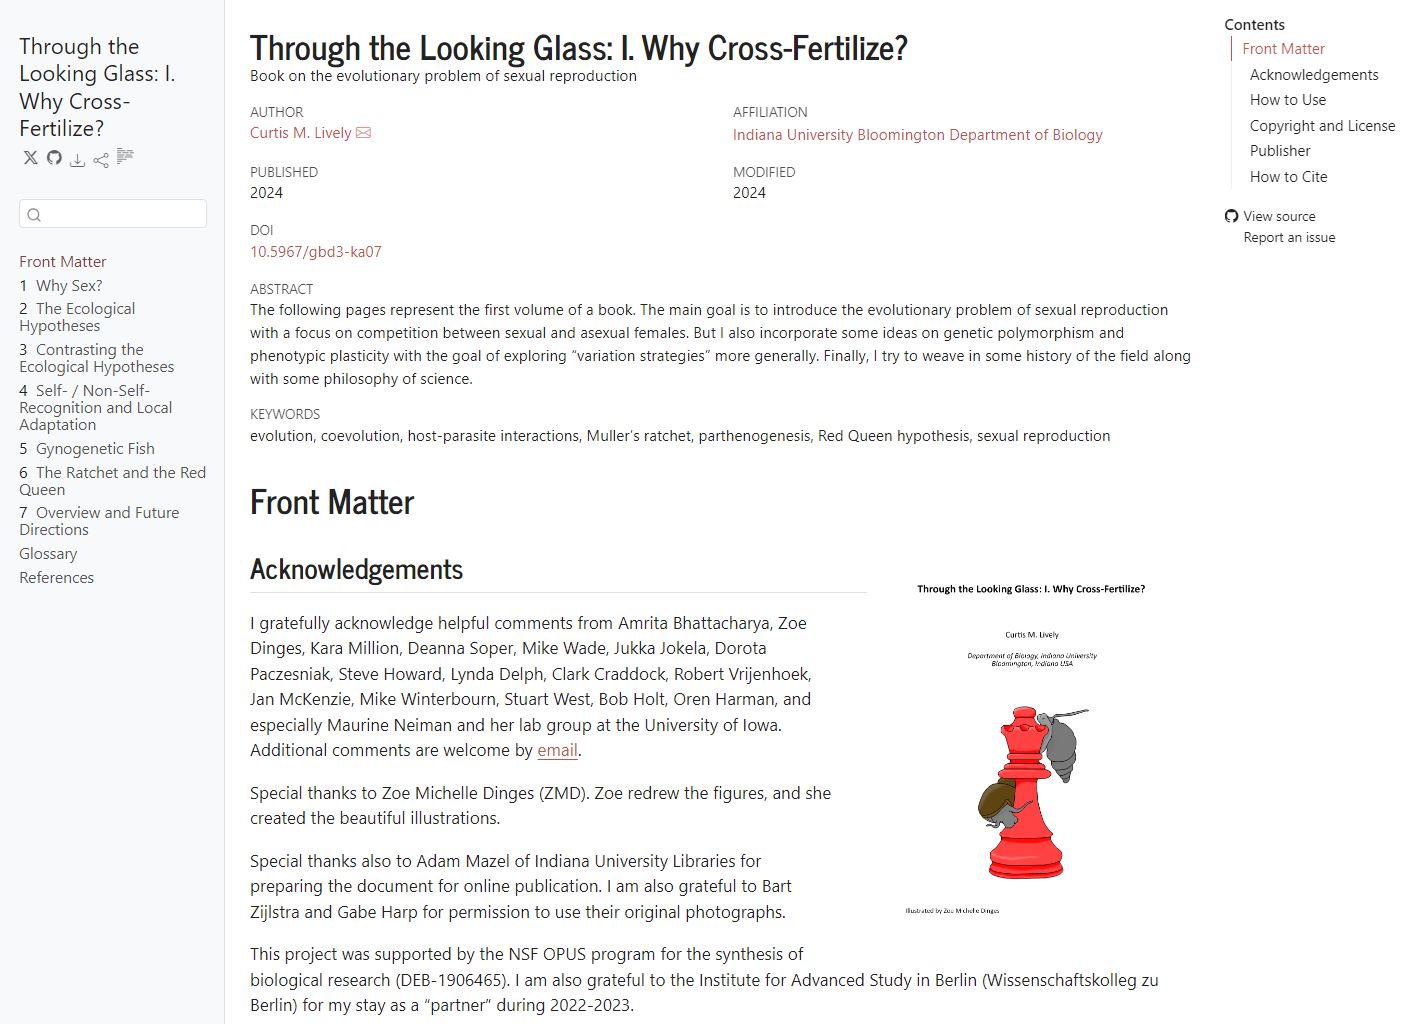 Through the
Looking Glass: I.
Why Cross-
Fertilize?
Front Matter
1 Why Sex?
2 The Ecological
Hypotheses
3 Contrasting the
Ecological Hypotheses
4 Self- / Non-Self-
Recognition and Local
Adaptation
5 Gynogenetic Fish
6 The Ratchet and the Red
Queen
7 Overview and Future
Directions
Glossary
References
Through the Looking Glass: I. Why Cross-Fertilize?
Book on the evolutionary problem of sexual reproduction
AUTHOR
Curtis M. Lively
AFFILIATION
Indiana University Bloomington Department of Biology
PUBLISHED
2024
MODIFIED
2024
DOI
10.5967/gbd3-ka07
ABSTRACT
The following pages represent the first volume of a book. The main goal is to introduce the evolutionary problem of sexual reproduction
with a focus on competition between sexual and asexual females. But I also incorporate some ideas on genetic polymorphism and
phenotypic plasticity with the goal of exploring “variation strategies” more generally. Finally, I try to weave in some history of the field along
with some philosophy of science.
KEYWORDS
evolution, coevolution, host-parasite interactions, Muller’s ratchet, parthenogenesis, Red Queen hypothesis, sexual reproduction
Front Matter
Acknowledgements
I gratefully acknowledge helpful comments from Amrita Bhattacharya, Zoe
Dinges, Kara Million, Deanna Soper, Mike Wade, Jukka Jokela, Dorota
Paczesniak, Steve Howard, Lynda Delph, Clark Craddock, Robert Vrijenhoek,
Jan McKenzie, Mike Winterbourn, Stuart West, Bob Holt, Oren Harman, and
especially Maurine Neiman and her lab group at the University of Iowa.
Additional comments are welcome by email.
Special thanks to Zoe Michelle Dinges (ZMD). Zoe redrew the figures, and she
created the beautiful illustrations.
Special thanks also to Adam Mazel of Indiana University Libraries for
preparing the document for online publication. I am also grateful to Bart
Zijlstra and Gabe Harp for permission to use their original photographs.
This project was supported by the NSF OPUS program for the synthesis of
biological research (DEB-1906465). I am also grateful to the Institute for Advanced Study in Berlin (Wissenschaftskolleg zu
Berlin) for my stay as a “partner” during 2022-2023.
Through the Looking Glass: I. Why Cross-Fertilize?
Curtis M. Lively
Department of Biology, Indiana University
Bloomington, Indiana USA
Illustrated by Zoe Michelle Dinges
Contents
Front Matter
Acknowledgements
How to Use
Copyright and License
Publisher
How to Cite
View source
Report an issue